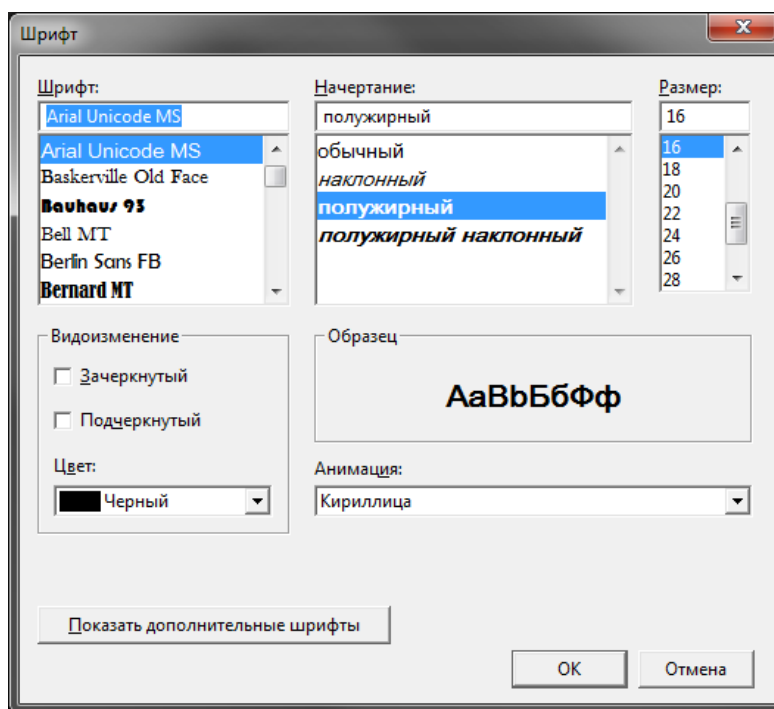 Шрифт
Шрифт:
Arial Unicode MS
Arial Unicode MS
Baskerville Old Face
Bauhaus 93
Bell MT
Berlin Sans FB
Bernard MT
Начертание:
полужирный
обычный
наклонный
полужирный
полужирный наклонный
Размер:
16
16
18
20
22
24
26
28
Видоизменение
Зачеркнутый
Подчеркнутый
Цвет:
Черный
Образец
AaBbБбФф
Анимация:
Кириллица
Показать дополнительные шрифты
OK
Отмена